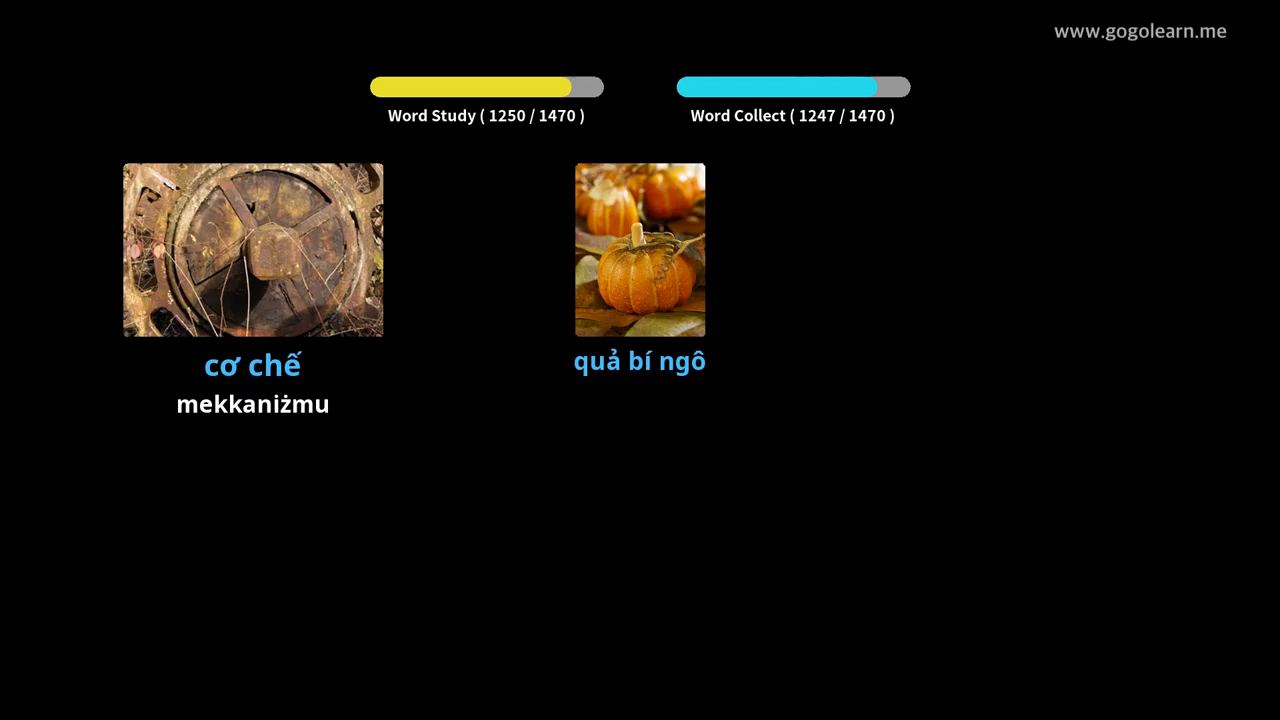 www.gogolearn.me
Word Study ( 1250 / 1470 )
Word Collect ( 1247 / 1470 )
cơ chế
mekkaniżmu
quả bí ngô